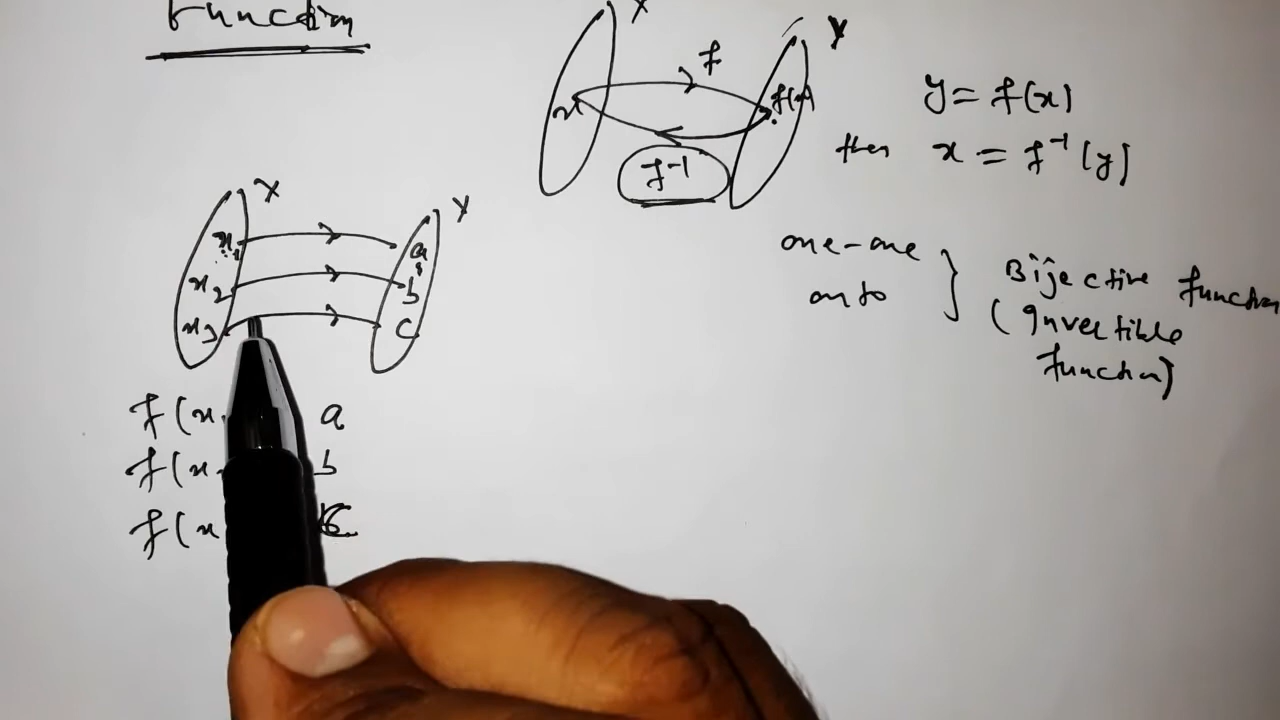 Function
X Y
f
x f(x)
f⁻¹
y = f(x)
then x = f⁻¹(y)
X Y
x₁ a
x₂ b
x₃ c
one-one
onto } Bijective function
(Invertible
function)
f(x a
f(x b
f(x